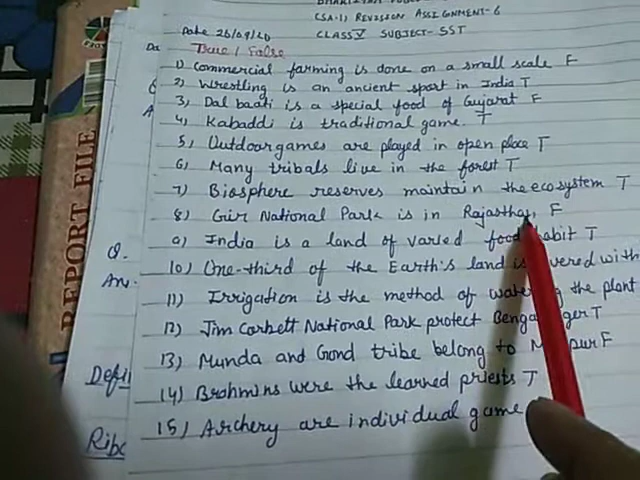 CSA-1) REVISION ASSIGNMENT-6
Date 26/09/20 CLASS V SUBJECT-SST
True / False
1) Commercial farming is done on a small scale F
2) Wrestling is an ancient sport in India T
3) Dal baati is a special food of Gujarat F
4) Kabaddi is traditional game. T
5) Outdoor games are played in open place T
6) Many tribals live in the forest T
7) Biosphere reserves maintain the ecosystem T
8) Gir National Park is in Rajasthan F
9) India is a land of varied food habit T
10) One-third of the Earth's land is covered with
11) Irrigation is the method of watering the plant
12) Jim Corbett National Park protect Bengal Tiger T
13) Munda and Gond tribe belong to F
14) Brahmins were the learned priests T
15) Archery are individual game
REPORT FILE
Q.
Ans.
Defi
Ribo